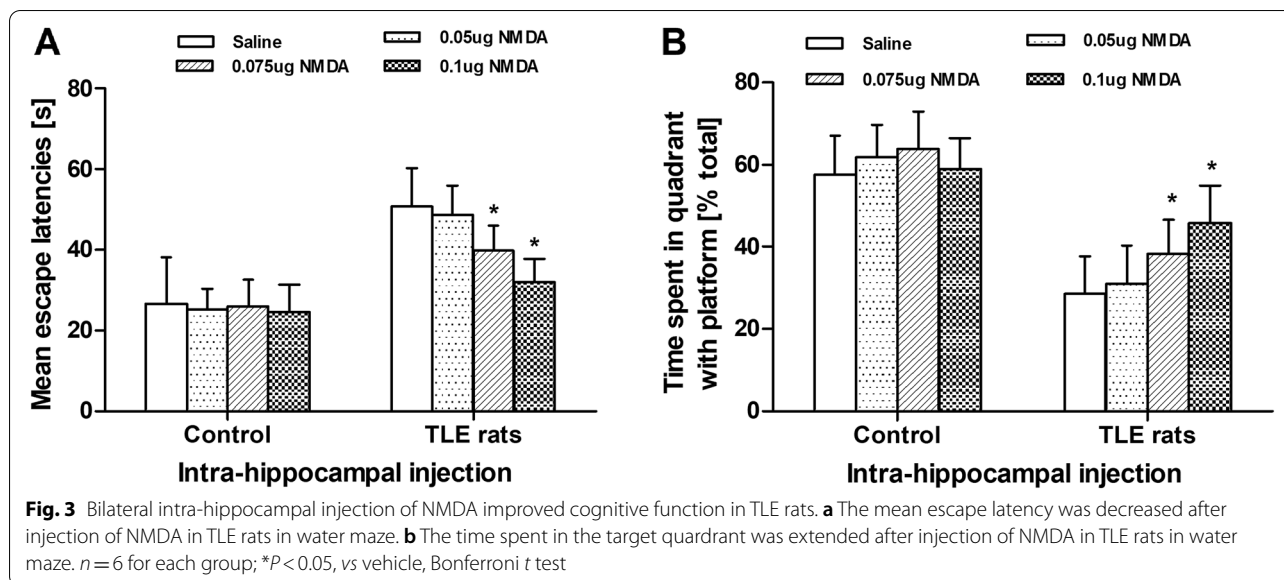 A
Saline
0.05ug NMDA
0.075ug NMDA
0.1ug NMDA
Mean escape latencies [s]
80
60
40
20
0
* *
Control
TLE rats
Intra-hippocampal injection
B
Saline
0.05ug NMDA
0.075ug NMDA
0.1ug NMDA
Time spent in quadrant
with platform [% total]
80
60
40
20
0
* *
Control
TLE rats
Intra-hippocampal injection
Fig. 3 Bilateral intra-hippocampal injection of NMDA improved cognitive function in TLE rats. a The mean escape latency was decreased after
injection of NMDA in TLE rats in water maze. b The time spent in the target quadrant was extended after injection of NMDA in TLE rats in water
maze. n = 6 for each group; *P < 0.05, vs vehicle, Bonferroni t test